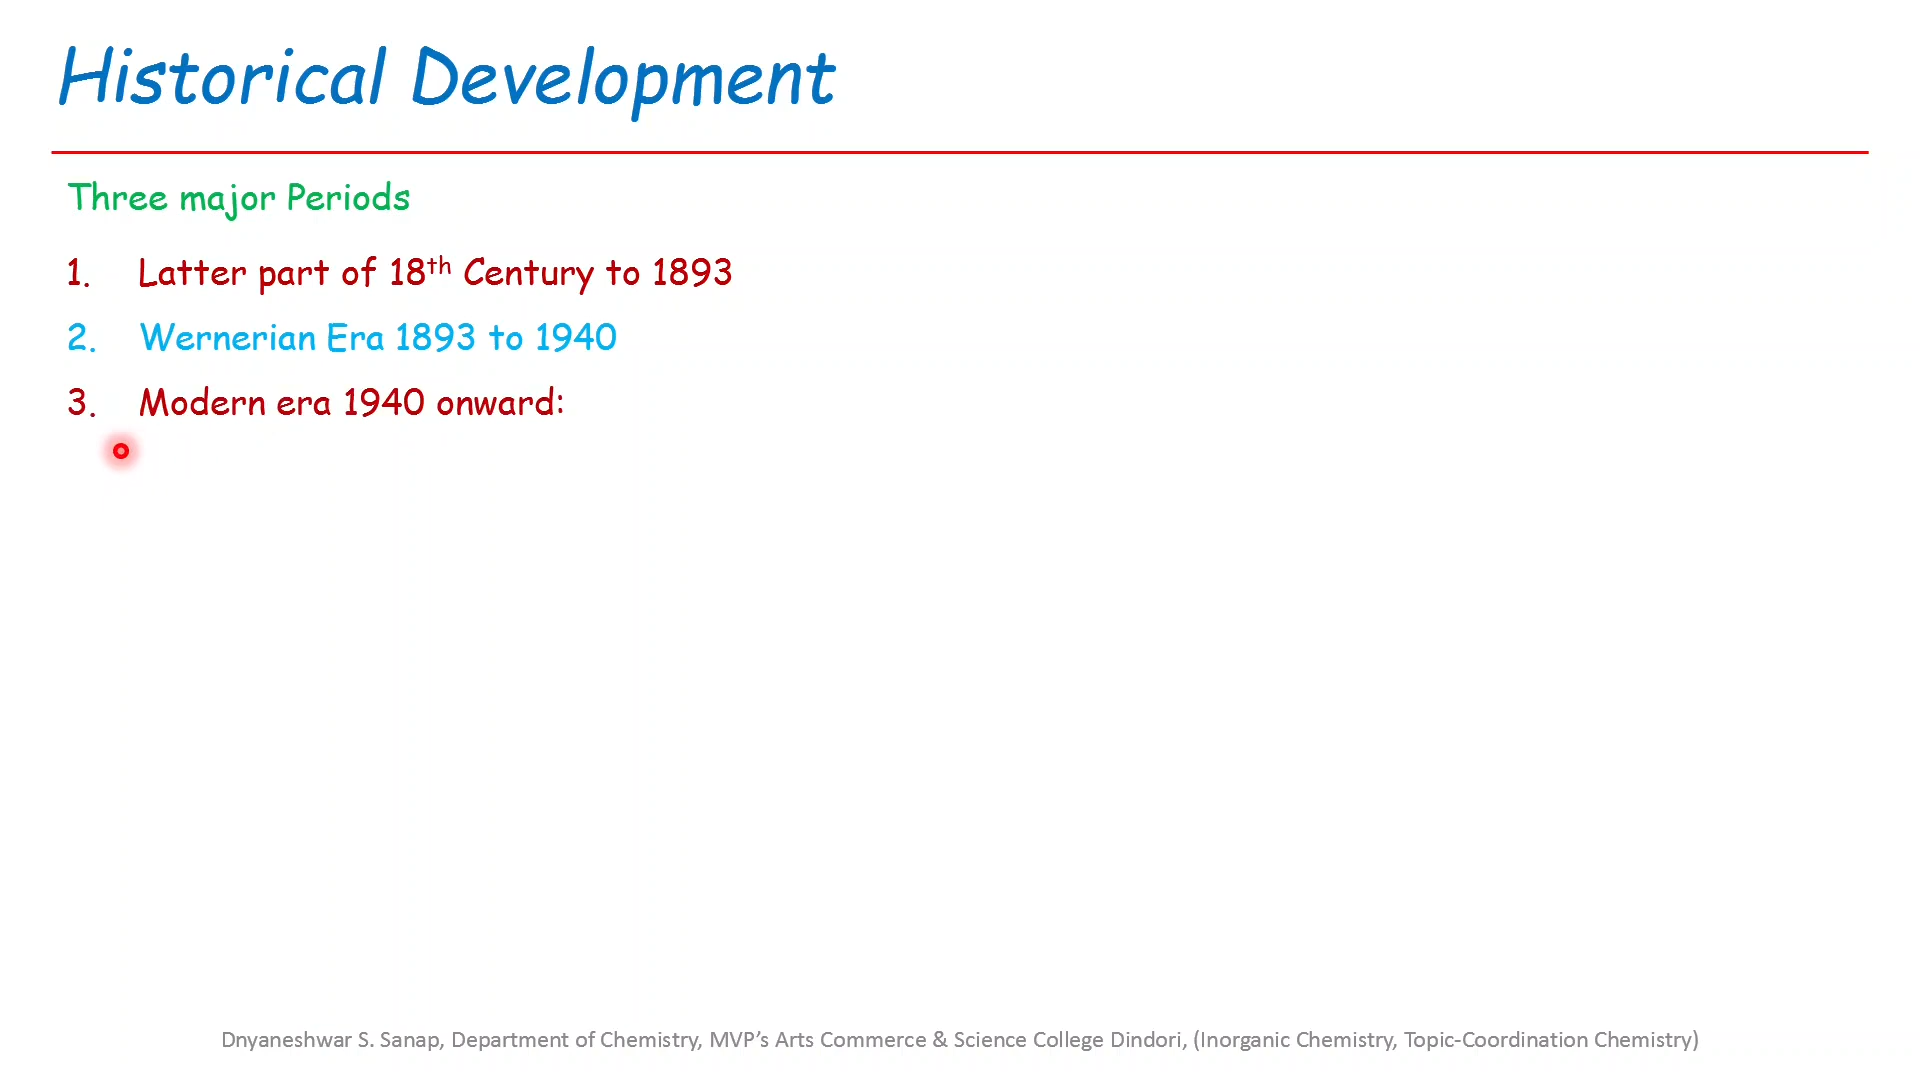 Historical Development
Three major Periods
1. Latter part of 18th Century to 1893
2. Wernerian Era 1893 to 1940
3. Modern era 1940 onward:
Dnyaneshwar S. Sanap, Department of Chemistry, MVP’s Arts Commerce & Science College Dindori, (Inorganic Chemistry, Topic-Coordination Chemistry)